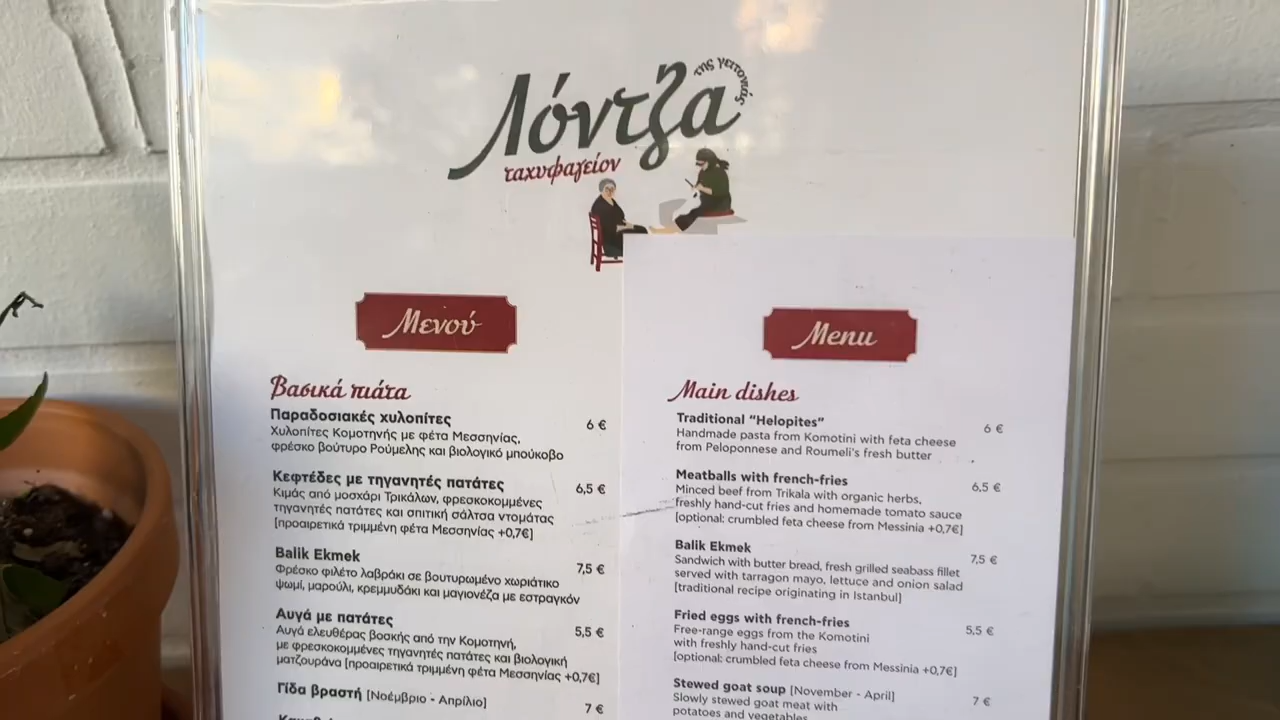 Λόντζα
της γειτονιάς
ταχυφαγείον
Μενού
Βασικά πιάτα
Παραδοσιακές χυλοπίτες 6 €
Χυλοπίτες Κομοτηνής με φέτα Μεσσηνίας,
φρέσκο βούτυρο Ρούμελης και βιολογικό μπούκοβο
Κεφτέδες με τηγανητές πατάτες 6,5 €
Κιμάς από μοσχάρι Τρικάλων, φρεσκοκομμένες
τηγανητές πατάτες και σπιτική σάλτσα ντομάτας
[προαιρετικά τριμμένη φέτα Μεσσηνίας +0,7€]
Balik Ekmek 7,5 €
Φρέσκο φιλέτο λαβράκι σε βουτυρωμένο χωριάτικο
ψωμί, μαρούλι, κρεμμυδάκι και μαγιονέζα με εστραγκόν
Αυγά με πατάτες 5,5 €
Αυγά ελευθέρας βοσκής από την Κομοτηνή,
με φρεσκοκομμένες τηγανητές πατάτες και βιολογική
ματζουράνα [προαιρετικά τριμμένη φέτα Μεσσηνίας +0,7€]
Γίδα βραστή [Νοέμβριο - Απρίλιο] 7 €
Menu
Main dishes
Traditional “Helopites” 6 €
Handmade pasta from Komotini with feta cheese
from Peloponnese and Roumeli's fresh butter
Meatballs with french-fries 6,5 €
Minced beef from Trikala with organic herbs,
freshly hand-cut fries and homemade tomato sauce
[optional: crumbled feta cheese from Messinia +0,7€]
Balik Ekmek 7,5 €
Sandwich with butter bread, fresh grilled seabass fillet
served with tarragon mayo, lettuce and onion salad
[traditional recipe originating in Istanbul]
Fried eggs with french-fries 5,5 €
Free-range eggs from the Komotini
with freshly hand-cut fries
[optional: crumbled feta cheese from Messinia +0,7€]
Stewed goat soup [November - April] 7 €
Slowly stewed goat meat with
potatoes and vegetables